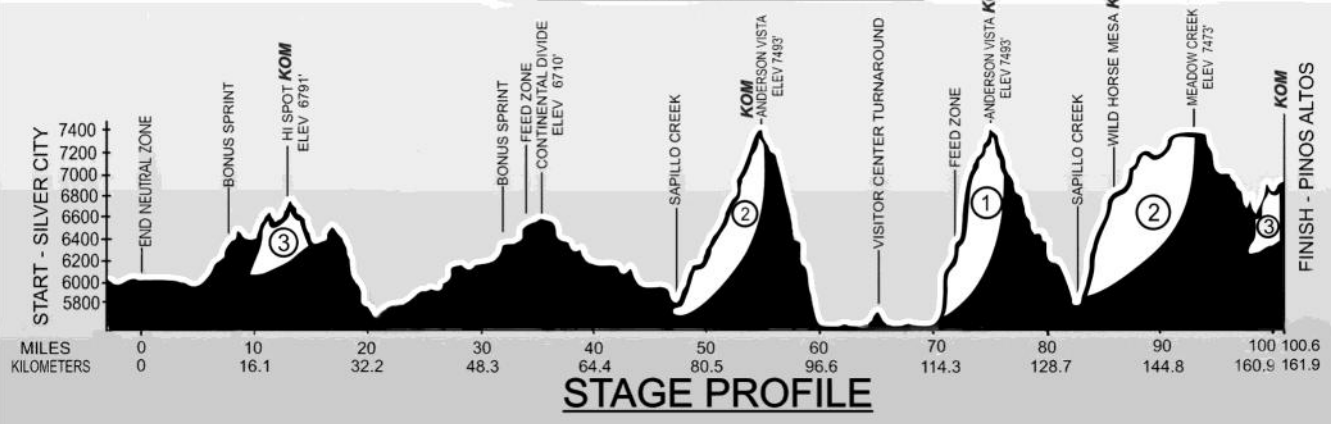 START - SILVER CITY
7400
7200
7000
6800
6600
6400
6200
6000
5800
END NEUTRAL ZONE
BONUS SPRINT
HI SPOT KOM
ELEV 6791'
3
BONUS SPRINT
FEED ZONE
CONTINENTAL DIVIDE
ELEV 6710'
SAPILLO CREEK
KOM
ANDERSON VISTA
ELEV 7493'
2
VISITOR CENTER TURNAROUND
FEED ZONE
ANDERSON VISTA
ELEV 7493'
1
SAPILLO CREEK
WILD HORSE MESA
2
MEADOW CREEK
ELEV 7473'
KOM
3
FINISH - PINOS ALTOS
MILES 0 10 20 30 40 50 60 70 80 90 100 100.6
KILOMETERS 0 16.1 32.2 48.3 64.4 80.5 96.6 114.3 128.7 144.8 160.9 161.9
STAGE PROFILE